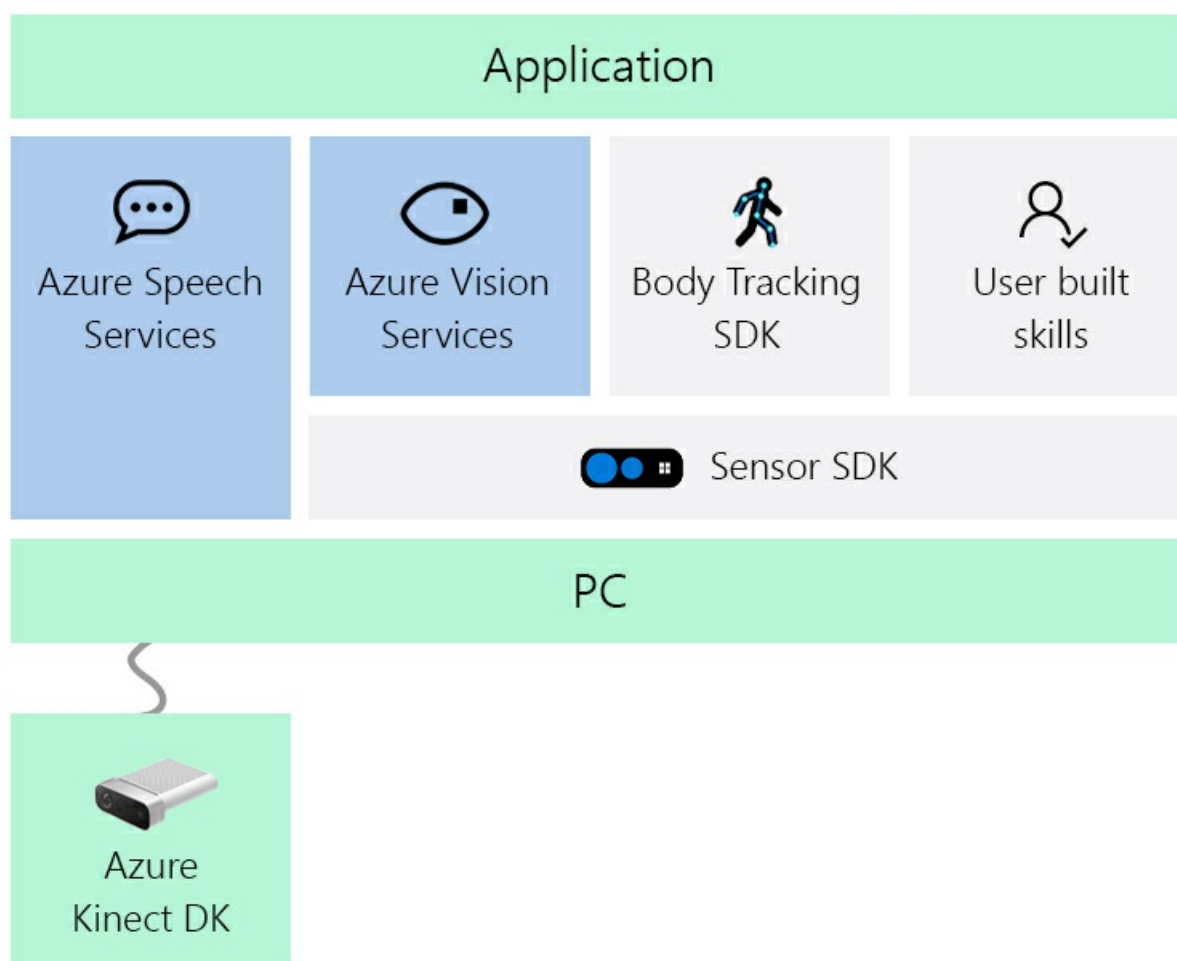 Application
Azure Speech
Services
Azure Vision
Services
Body Tracking
SDK
User built
skills
Sensor SDK
PC
Azure
Kinect DK